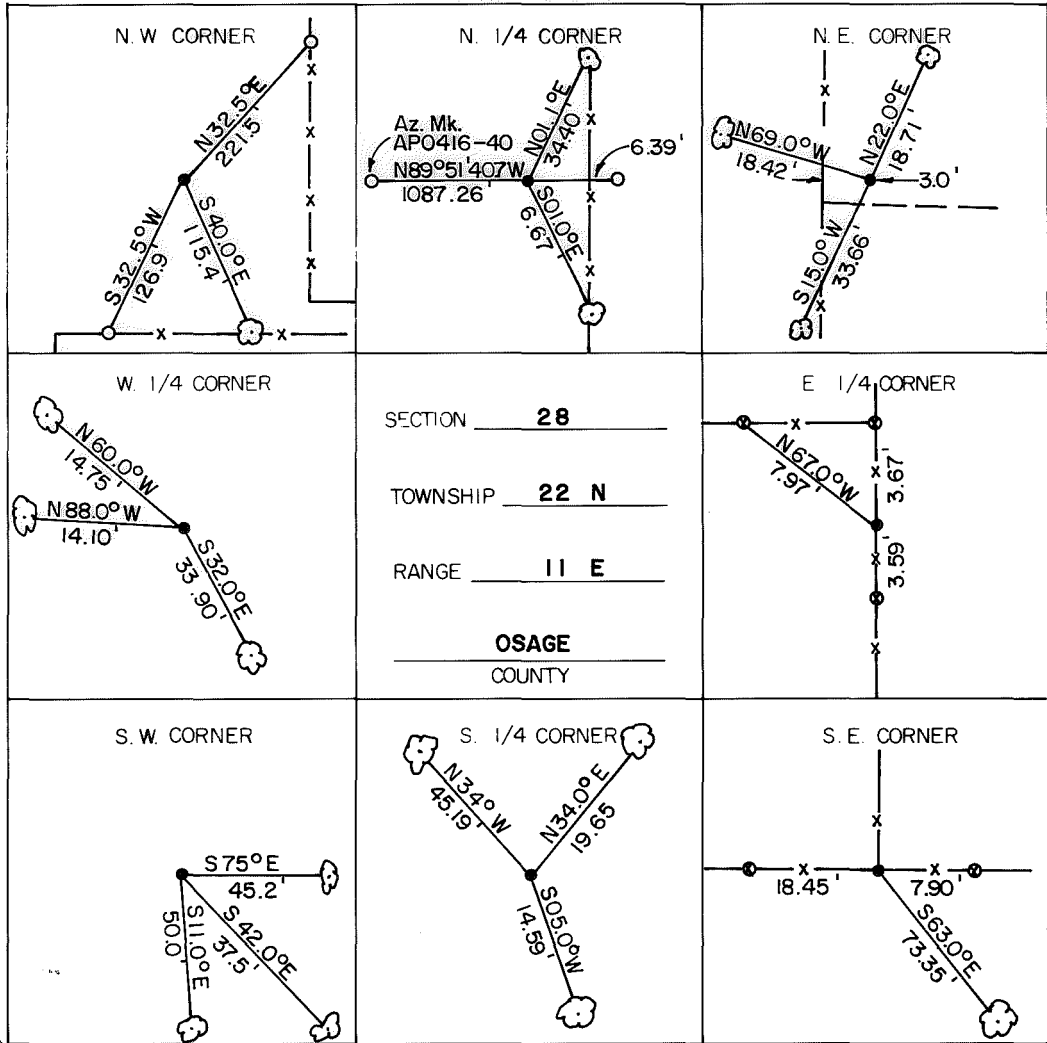 N. W CORNER
N 32.5°E
221.5'
S 32.5°W
126.9'
S 40.0°E
115.4'
x
x
x
x
x
x
N. 1/4 CORNER
Az. Mk.
AP0416-40
N89°51'40.7W
1087.26'
N01.1°E
34.40'
S01.0°E
6.67'
6.39'
x
x
x
N. E. CORNER
x
N69.0°W
18.42'
N22.0°E
18.71'
3.0'
S15.0°W
33.66'
x
W. 1/4 CORNER
N60.0°W
14.75'
N88.0°W
14.10'
S32.0°E
33.90'
SECTION 28
TOWNSHIP 22 N
RANGE 11 E
OSAGE
COUNTY
E 1/4 CORNER
x
N67.0°W
7.97'
x
3.67'
x
3.59'
x
S. W. CORNER
S75°E
45.2'
S11.0°E
50.0'
S42.0°E
37.5'
S. 1/4 CORNER
N34°W
45.19'
N34.0°E
19.65
S05.0°W
14.59'
S. E. CORNER
x
x
18.45'
x
7.90'
S63.0°E
73.35'